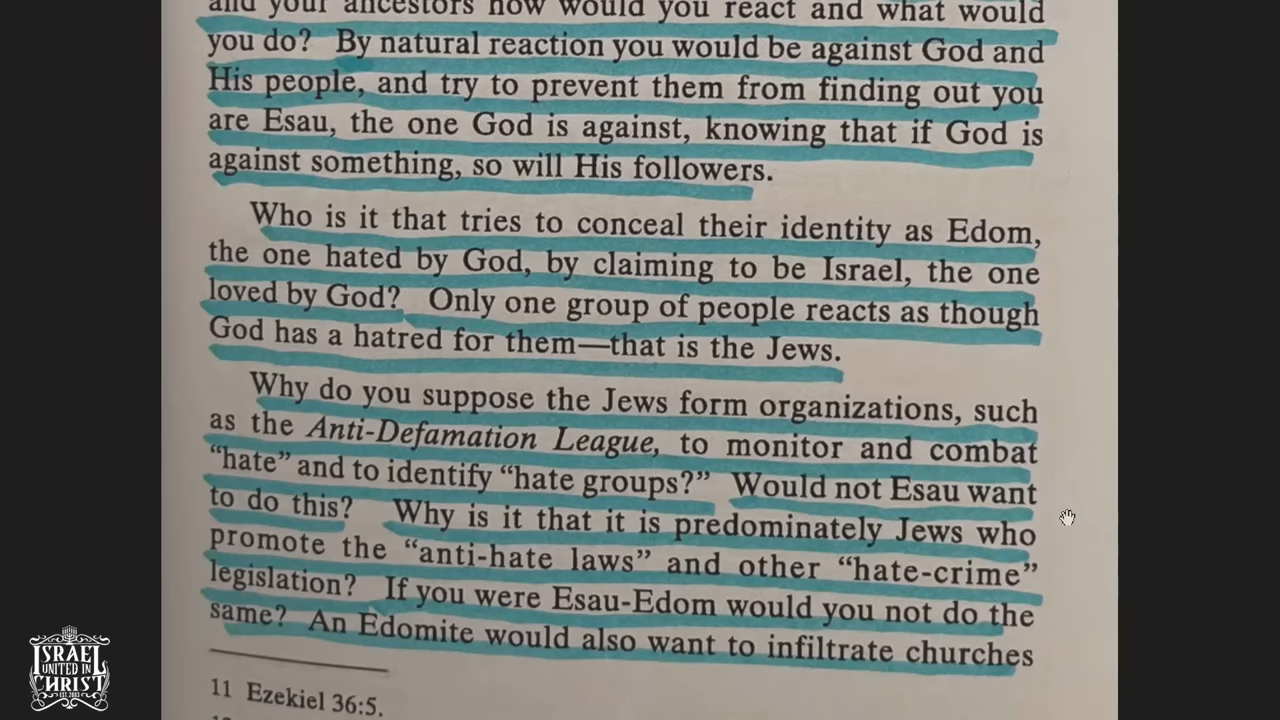 and your ancestors how would you react and what would
you do? By natural reaction you would be against God and
His people, and try to prevent them from finding out you
are Esau, the one God is against, knowing that if God is
against something, so will His followers.
Who is it that tries to conceal their identity as Edom,
the one hated by God, by claiming to be Israel, the one
loved by God? Only one group of people reacts as though
God has a hatred for them—that is the Jews.
Why do you suppose the Jews form organizations, such
as the Anti-Defamation League, to monitor and combat
“hate” and to identify “hate groups?” Would not Esau want
to do this? Why is it that it is predominately Jews who
promote the “anti-hate laws” and other “hate-crime”
legislation? If you were Esau-Edom would you not do the
same? An Edomite would also want to infiltrate churches
11 Ezekiel 36:5.
ISRAEL
UNITED IN
CHRIST
EST. 2003